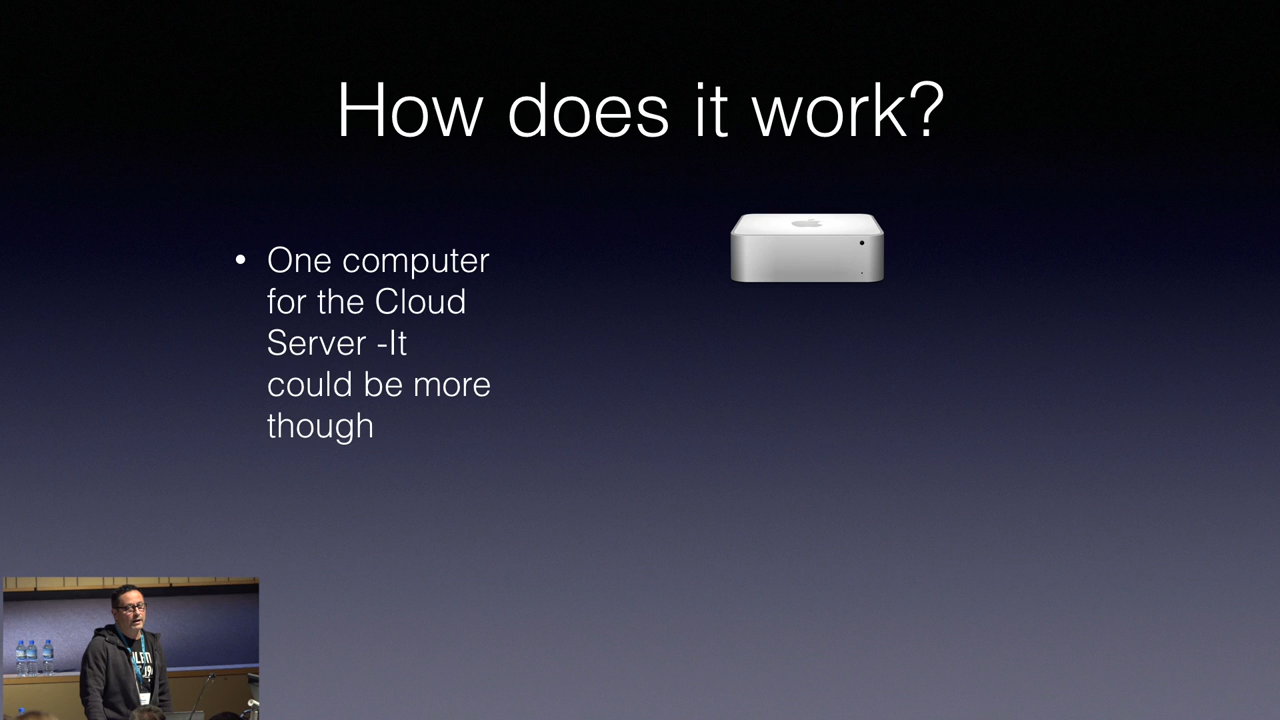 How does it work?
• One computer
for the Cloud
Server -It
could be more
though